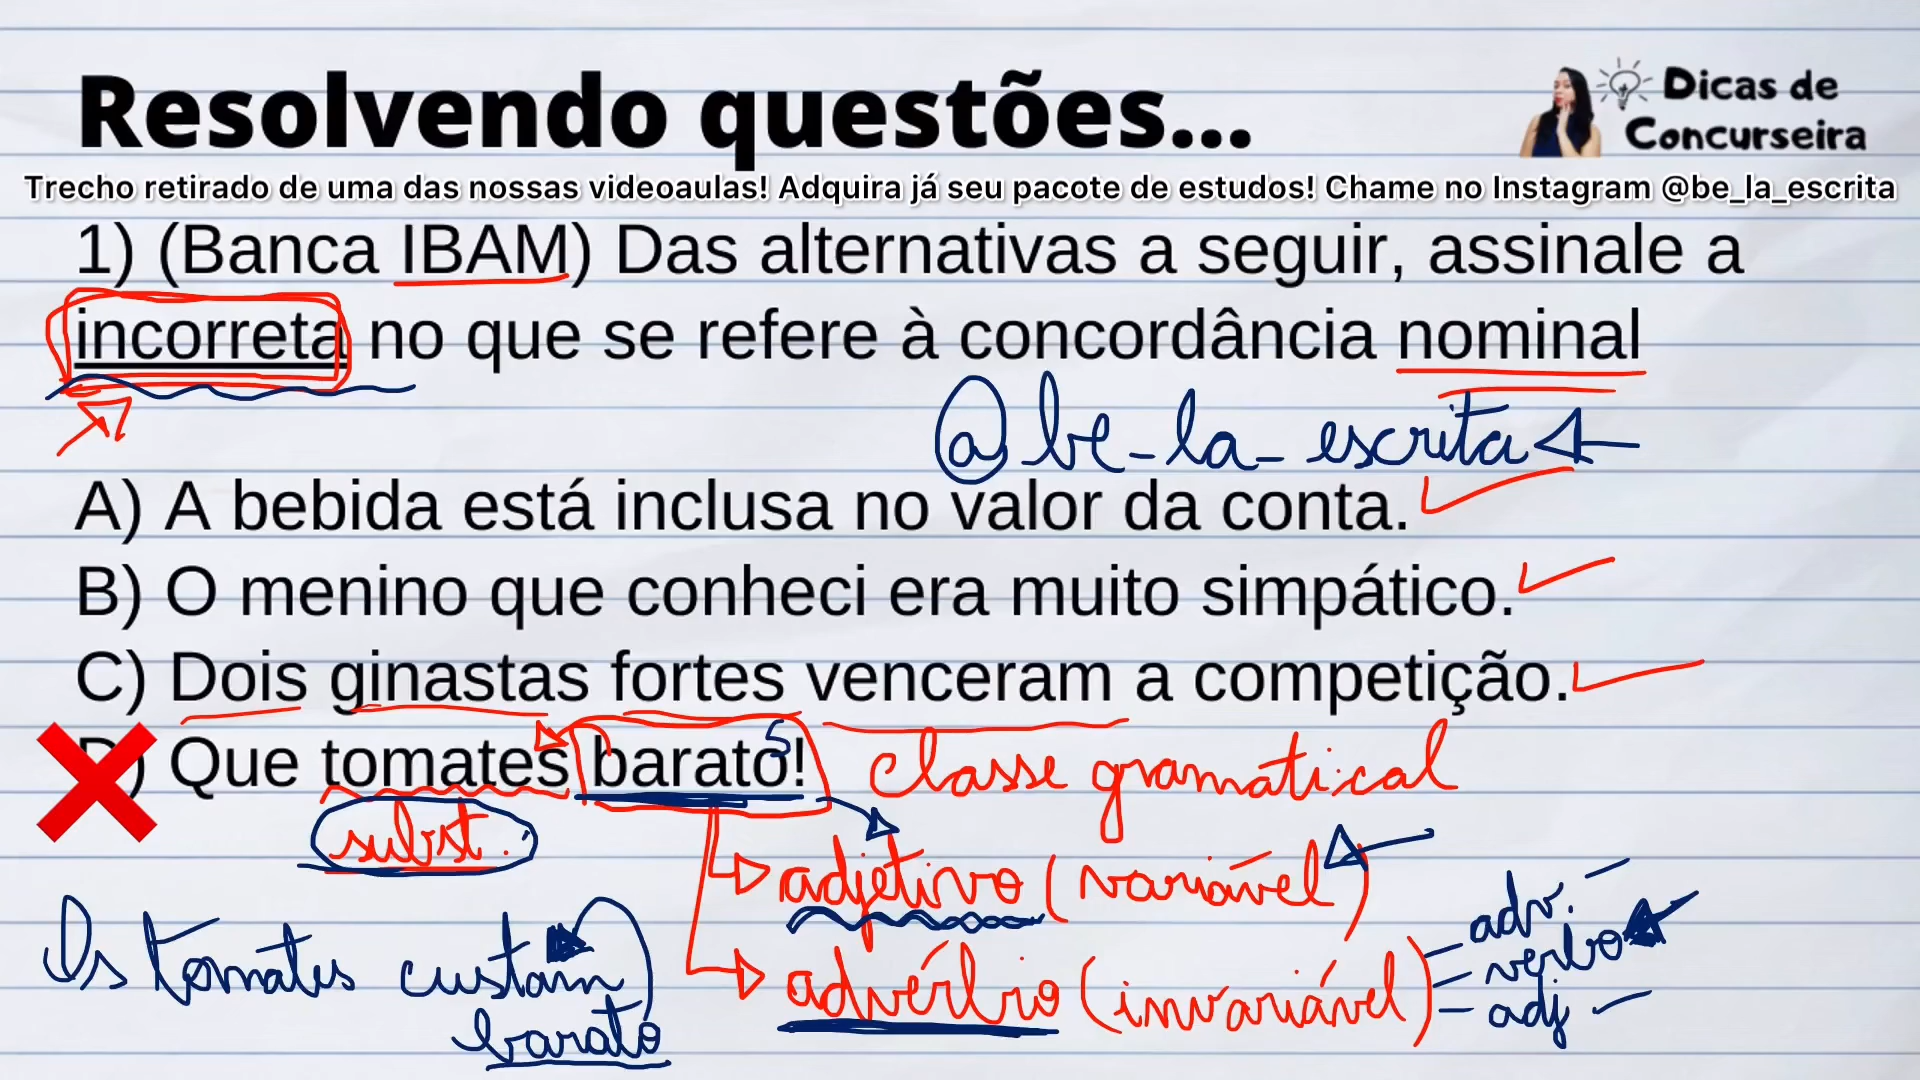 Resolvendo questões...
Dicas de
Concurseira
Trecho retirado de uma das nossas videoaulas! Adquira já seu pacote de estudos! Chame no Instagram @be_la_escrita
1) (Banca IBAM) Das alternativas a seguir, assinale a
incorreta no que se refere à concordância nominal
@be_la_escrita
A) A bebida está inclusa no valor da conta.
B) O menino que conheci era muito simpático.
C) Dois ginastas fortes venceram a competição.
D) Que tomates baratos! classe gramatical
subst.
adjetivo (variável)
Os tomates custam
barato
advérbio (invariável)
adv.
verbo
adj